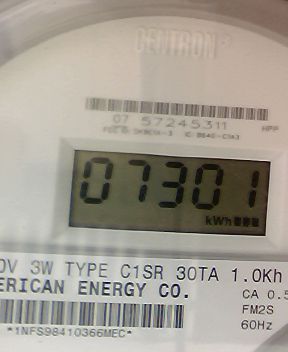 CENTRON®
07 57245311
HPP
07301
kWh
0V 3W TYPE C1SR 30TA 1.0Kh
ERICAN ENERGY CO.
CA 0.5
FM2S
*1NFS98410366MEC*
60Hz